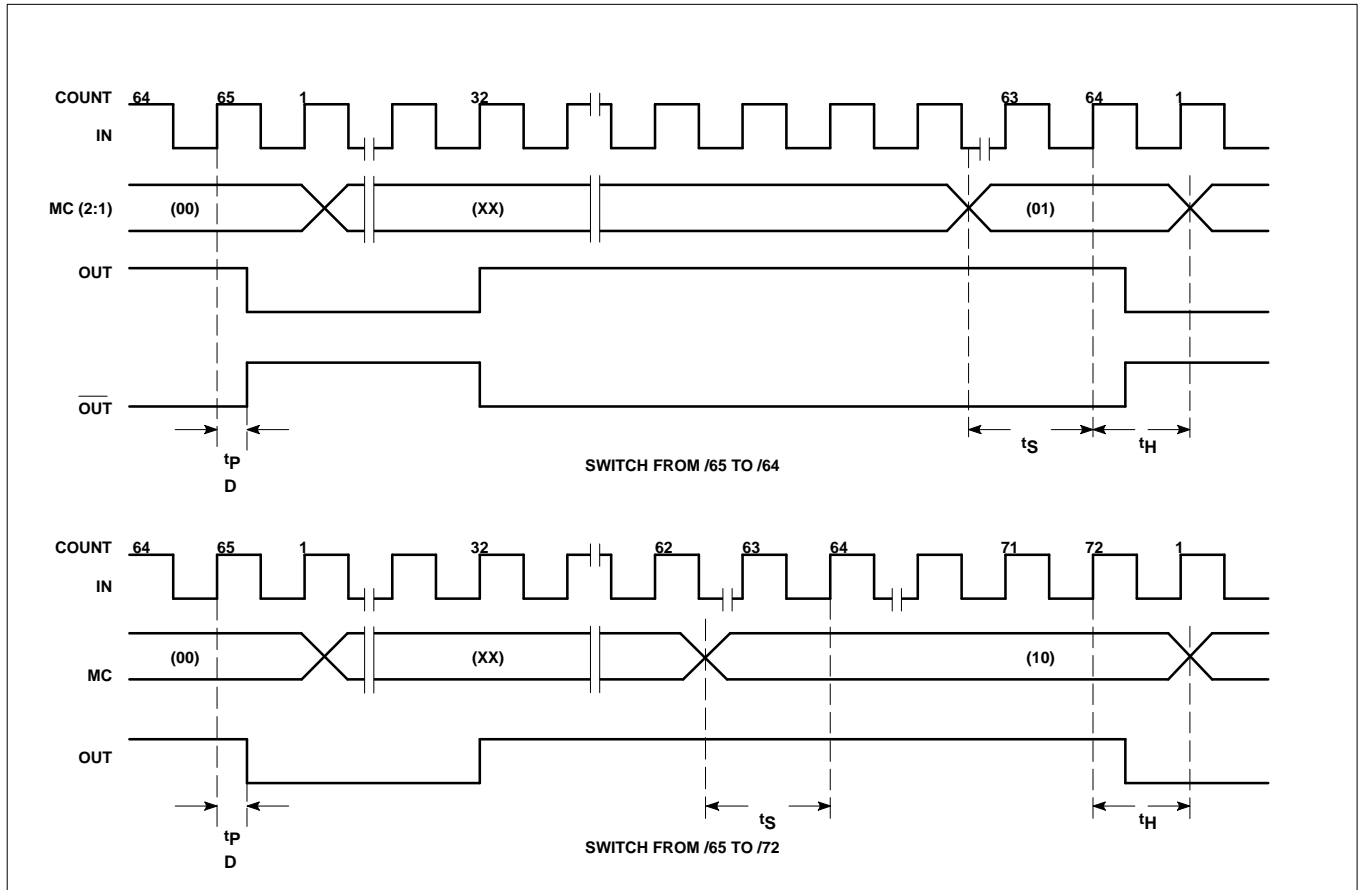 COUNT 64 65 1 32 63 64 1
IN
MC (2:1) (00) (XX) (01)
OUT
OUT
tS tH
tP
D
SWITCH FROM /65 TO /64
COUNT 64 65 1 32 62 63 64 71 72 1
IN
(00) (XX) (10)
MC
OUT
tS tH
tP
D
SWITCH FROM /65 TO /72